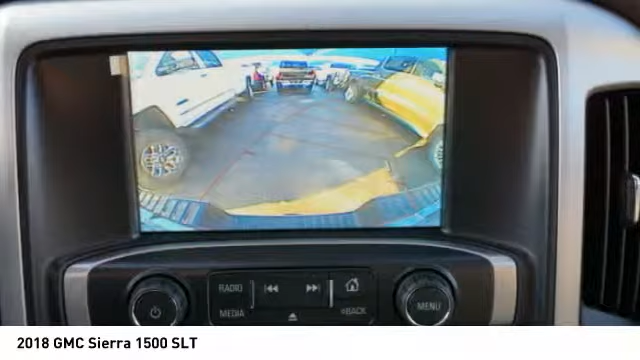 RADIO
MEDIA
BACK
MENU
2018 GMC Sierra 1500 SLT